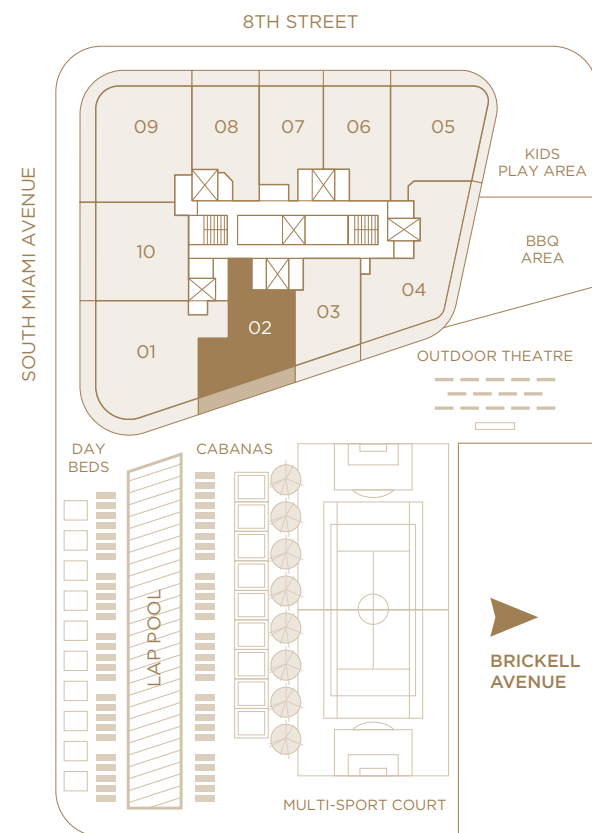 8TH STREET
SOUTH MIAMI AVENUE
09
08
07
06
05
KIDS
PLAY AREA
10
BBQ
AREA
04
03
02
01
OUTDOOR THEATRE
DAY
BEDS
CABANAS
LAP POOL
BRICKELL
AVENUE
MULTI-SPORT COURT